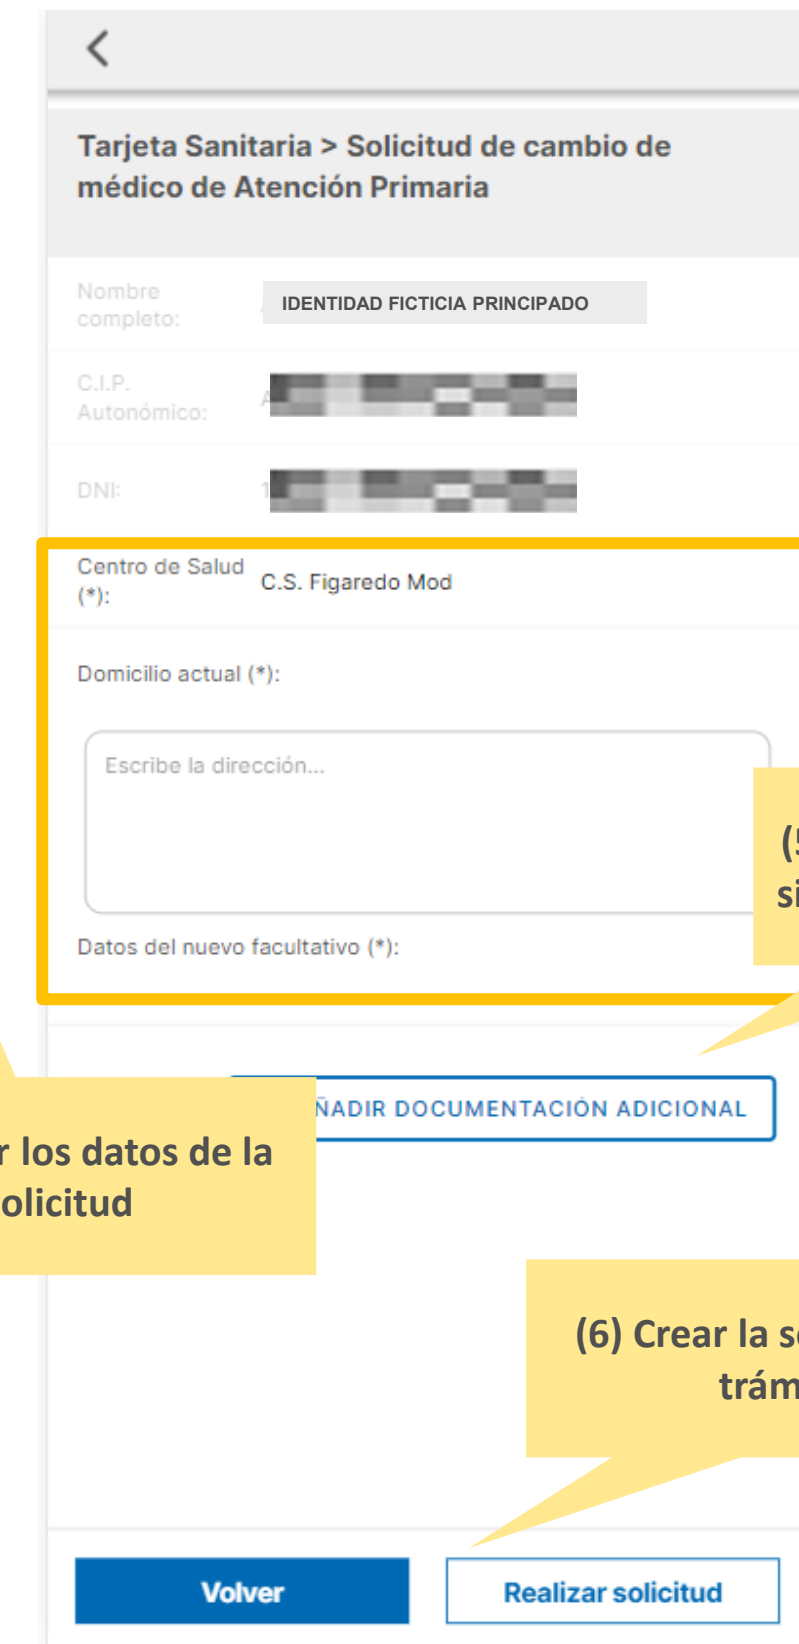 Tarjeta Sanitaria > Solicitud de cambio de
médico de Atención Primaria
Nombre
completo:
IDENTIDAD FICTICIA PRINCIPADO
C.I.P.
Autonómico:
DNI:
Centro de Salud
(*):
C.S. Figaredo Mod
Domicilio actual (*):
Escribe la dirección...
(5
si
Datos del nuevo facultativo (*):
ÑADIR DOCUMENTACIÓN ADICIONAL
r los datos de la
olicitud
(6) Crear la s
trám
Volver
Realizar solicitud